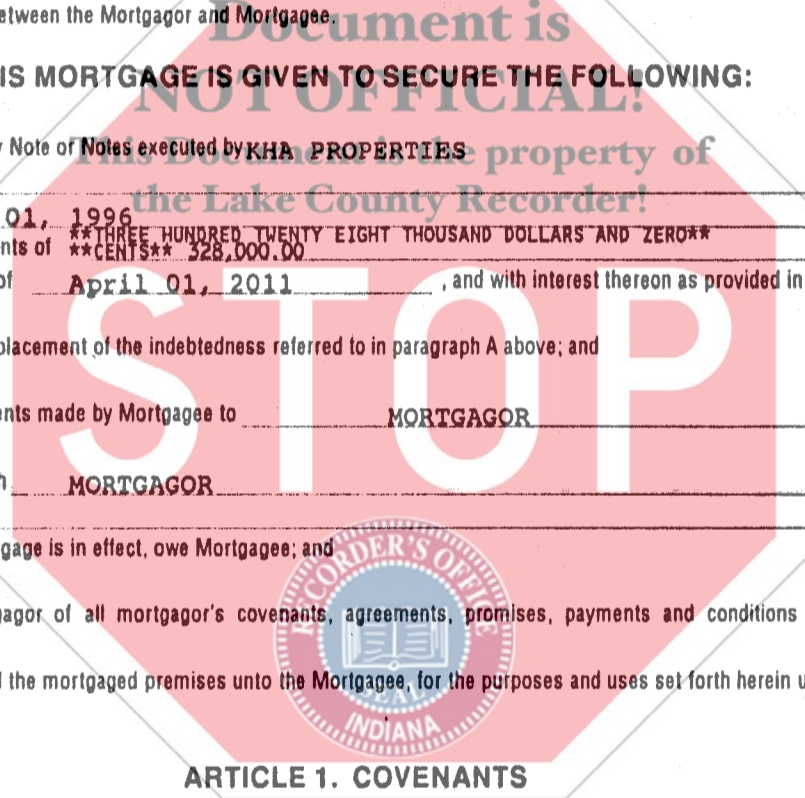 etween the Mortgagor and Mortgagee.
Document is
IS MORTGAGE IS GIVEN TO SECURE THE FOLLOWING:
NOT OFFICIAL!
y Note or Notes executed by KHA PROPERTIES
This Document is the property of
the Lake County Recorder!
01, 1996
**THREE HUNDRED TWENTY EIGHT THOUSAND DOLLARS AND ZERO**
nts of **CENTS** 328,000.00
of April 01, 2011 , and with interest thereon as provided in
STOP
placement of the indebtedness referred to in paragraph A above; and
ents made by Mortgagee to MORTGAGOR
h MORTGAGOR
gage is in effect, owe Mortgagee; and
RECORDER'S OFFICE
gagor of all mortgagor's covenants, agreements, promises, payments and conditions
d the mortgaged premises unto the Mortgagee, for the purposes and uses set forth herein u
SEAL
INDIANA
ARTICLE 1. COVENANTS